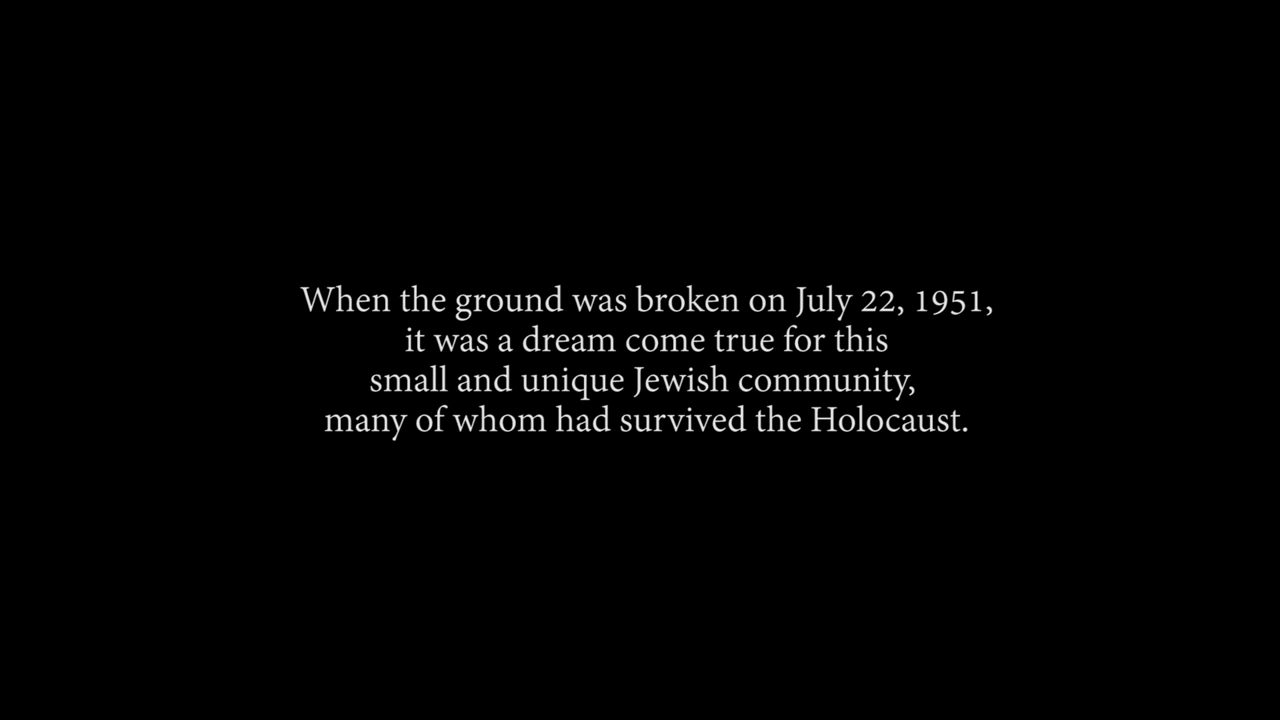 When the ground was broken on July 22, 1951,
it was a dream come true for this
small and unique Jewish community,
many of whom had survived the Holocaust.